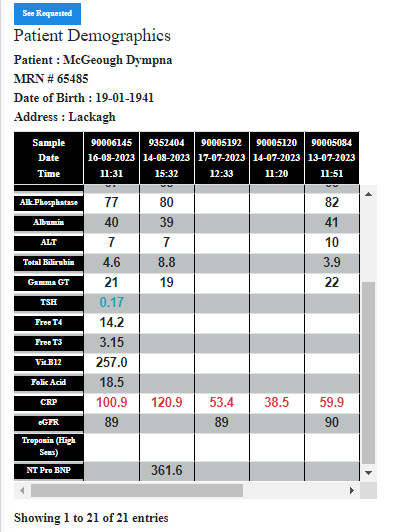 See Requested
Patient Demographics
Patient : McGeough Dympna
MRN # 65485
Date of Birth : 19-01-1941
Address : Lackagh
Sample 90006145 9352404 90005192 90005120 90005084
Date 16-08-2023 14-08-2023 17-07-2023 14-07-2023 13-07-2023
Time 11:31 15:32 12:33 11:20 11:51
Alk.Phosphatase 77 80 82
Albumin 40 39 41
ALT 7 7 10
Total Bilirubin 4.6 8.8 3.9
Gamma GT 21 19 22
TSH 0.17
Free T4 14.2
Free T3 3.15
Vit.B12 257.0
Folic Acid 18.5
CRP 100.9 120.9 53.4 38.5 59.9
eGFR 89 89 90
Troponin (High
Sens)
NT Pro BNP 361.6
Showing 1 to 21 of 21 entries